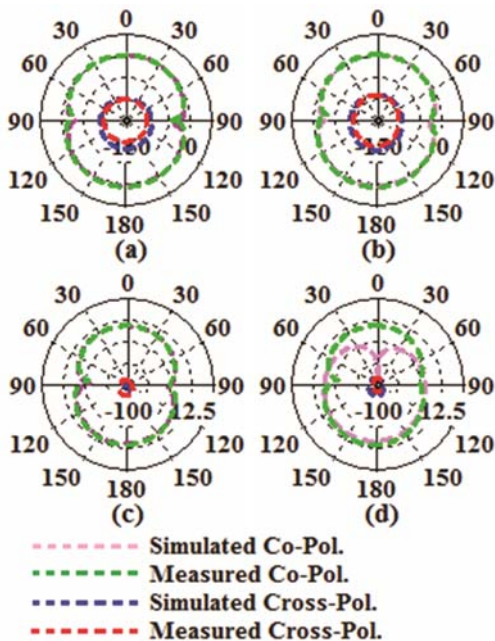 0 0
30 30 30 30
60 60 60 60
90 90 90 90
0 0
120 120 120 120
150 150 150 150
180 180
(a) (b)
0 0
30 30 30 30
60 60 60 60
90 90 90 90
-100 12.5 -100 12.5
120 120 120 120
150 150 150 150
180 180
(c) (d)
Simulated Co-Pol.
Measured Co-Pol.
Simulated Cross-Pol.
Measured Cross-Pol.